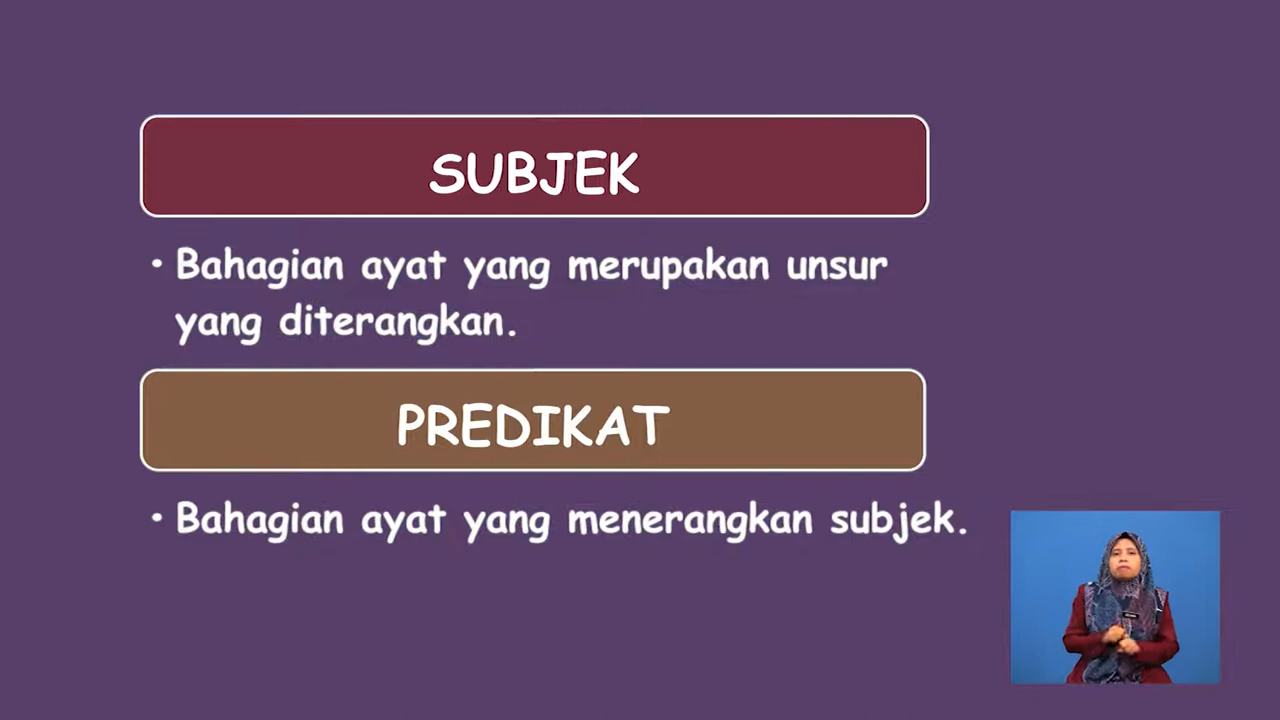 SUBJEK
• Bahagian ayat yang merupakan unsur
yang diterangkan.
PREDIKAT
• Bahagian ayat yang menerangkan subjek.